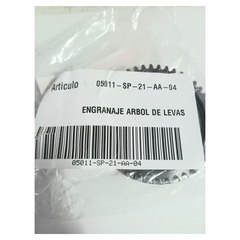 Artículo 05011-SP-21-AA-04
ENGRANAJE ARBOL DE LEVAS
05011-SP-21-AA-04